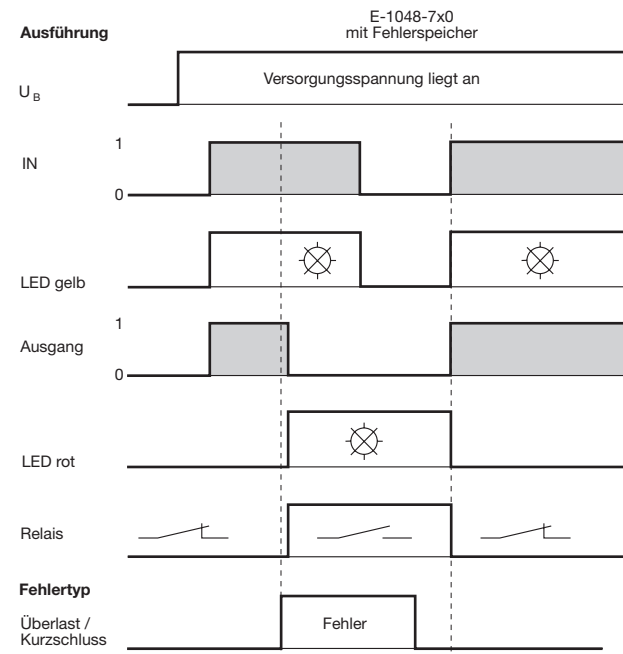 E-1048-7x0
Ausführung mit Fehlerspeicher
Versorgungsspannung liegt an
U B
1
IN
0
LED gelb
1
Ausgang
0
LED rot
Relais
Fehlertyp
Überlast / Fehler
Kurzschluss